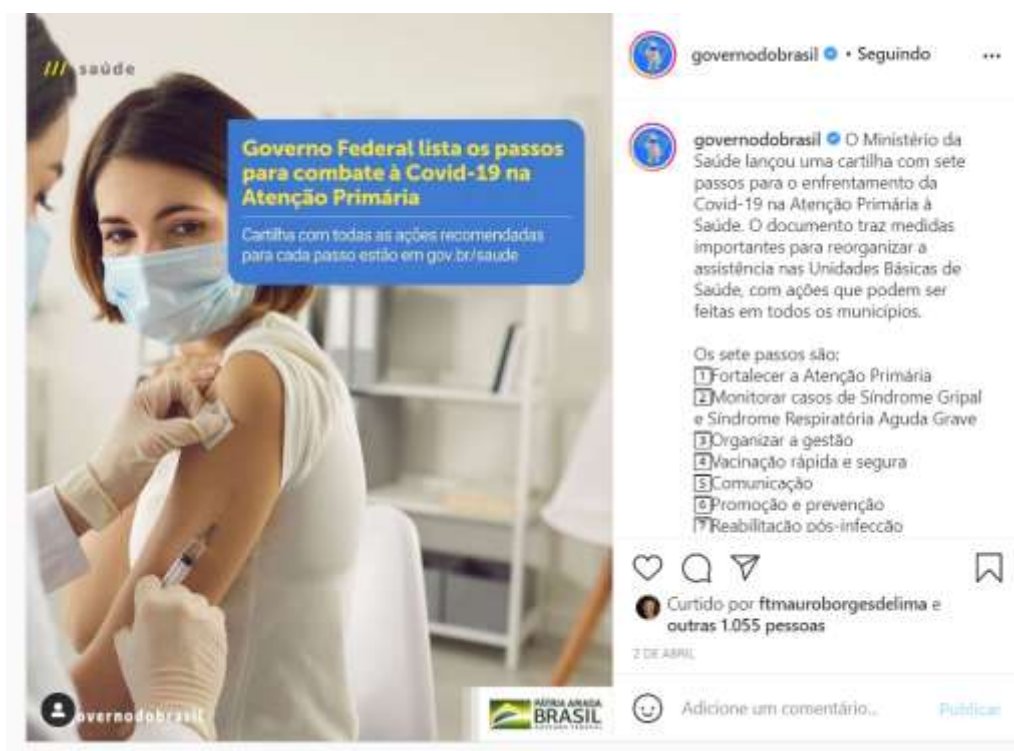 /// saúde
Governo Federal lista os passos
para combate à Covid-19 na
Atenção Primária
Cartilha com todas as ações recomendadas
para cada passo estão em gov.br/saude
overnodobrasil
PÁTRIA AMADA
BRASIL
GOVERNO FEDERAL
governodobrasil • Seguindo
governodobrasil O Ministério da
Saúde lançou uma cartilha com sete
passos para o enfrentamento da
Covid-19 na Atenção Primária à
Saúde. O documento traz medidas
importantes para reorganizar a
assistência nas Unidades Básicas de
Saúde, com ações que podem ser
feitas em todos os municípios.
Os sete passos são:
1 Fortalecer a Atenção Primária
2 Monitorar casos de Síndrome Gripal
e Síndrome Respiratória Aguda Grave
3 Organizar a gestão
4 Vacinação rápida e segura
5 Comunicação
6 Promoção e prevenção
7 Reabilitação pós-infecção
Curtido por ftmauroborgesdelima e
outras 1.055 pessoas
2 DE ABRIL
Adicione um comentário...
Publicar